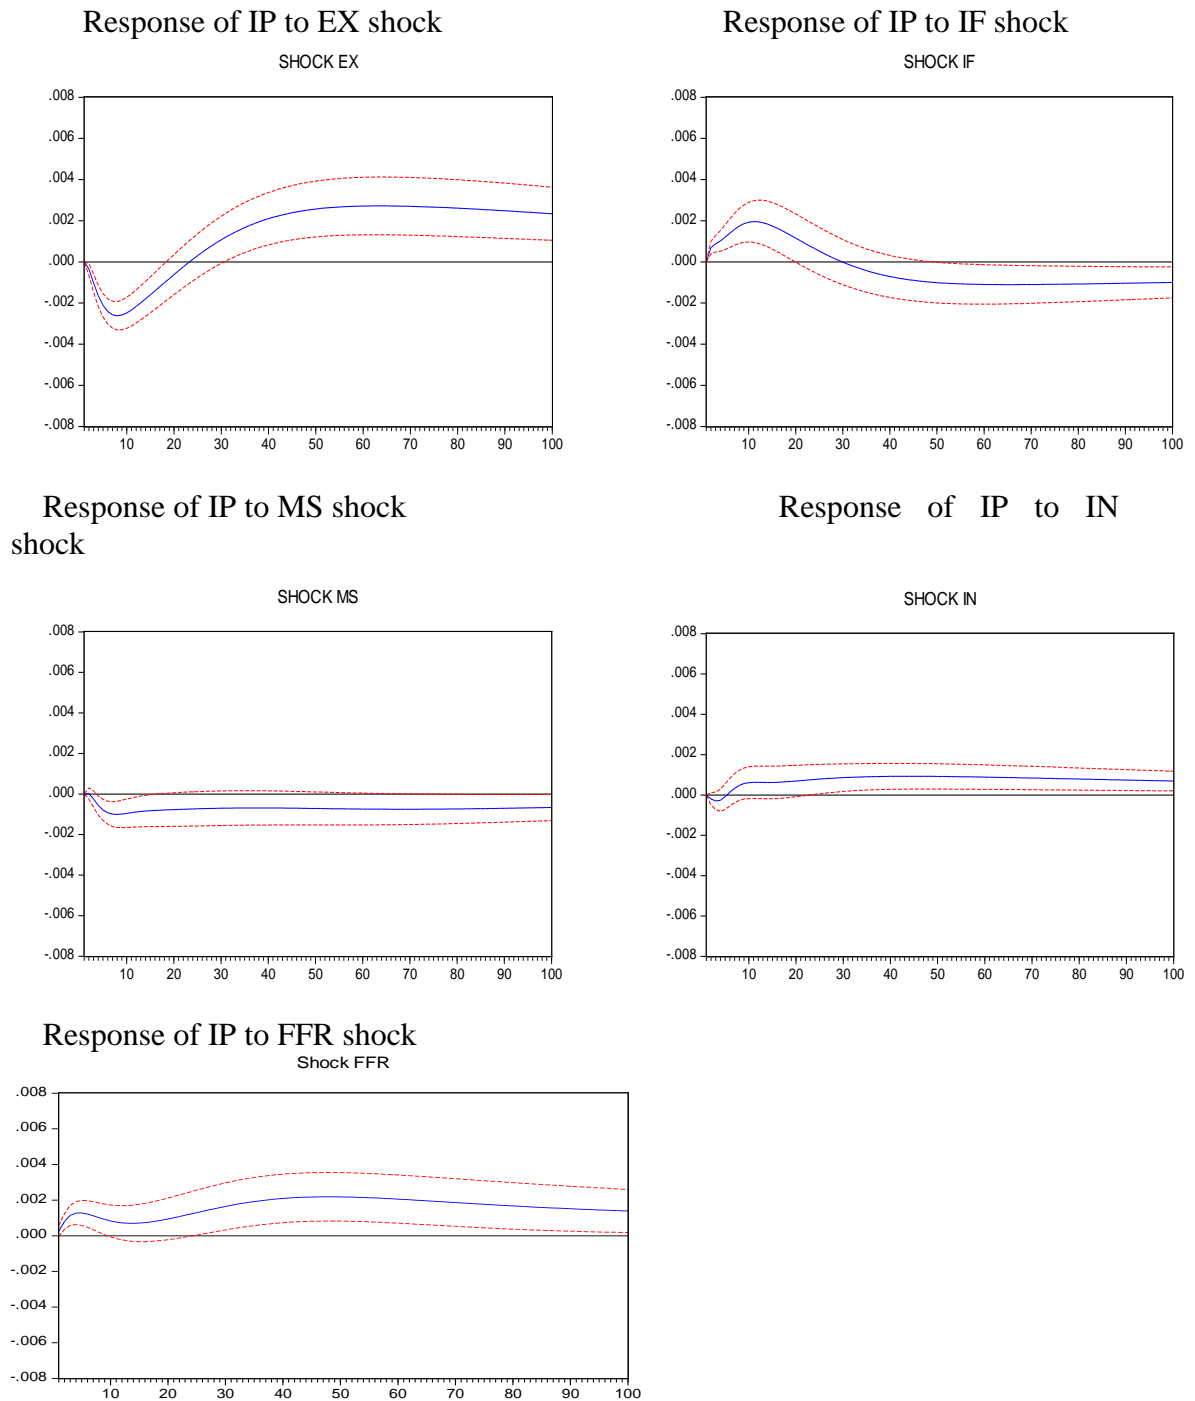 Response of IP to EX shock
Response of IP to IF shock
SHOCK EX
SHOCK IF
.008
.006
.004
.002
.000
-.002
-.004
-.006
-.008
10 20 30 40 50 60 70 80 90 100
.008
.006
.004
.002
.000
-.002
-.004
-.006
-.008
10 20 30 40 50 60 70 80 90 100
Response of IP to MS shock
Response of IP to IN
shock
SHOCK MS
SHOCK IN
.008
.006
.004
.002
.000
-.002
-.004
-.006
-.008
10 20 30 40 50 60 70 80 90 100
.008
.006
.004
.002
.000
-.002
-.004
-.006
-.008
10 20 30 40 50 60 70 80 90 100
Response of IP to FFR shock
Shock FFR
.008
.006
.004
.002
.000
-.002
-.004
-.006
-.008
10 20 30 40 50 60 70 80 90 100